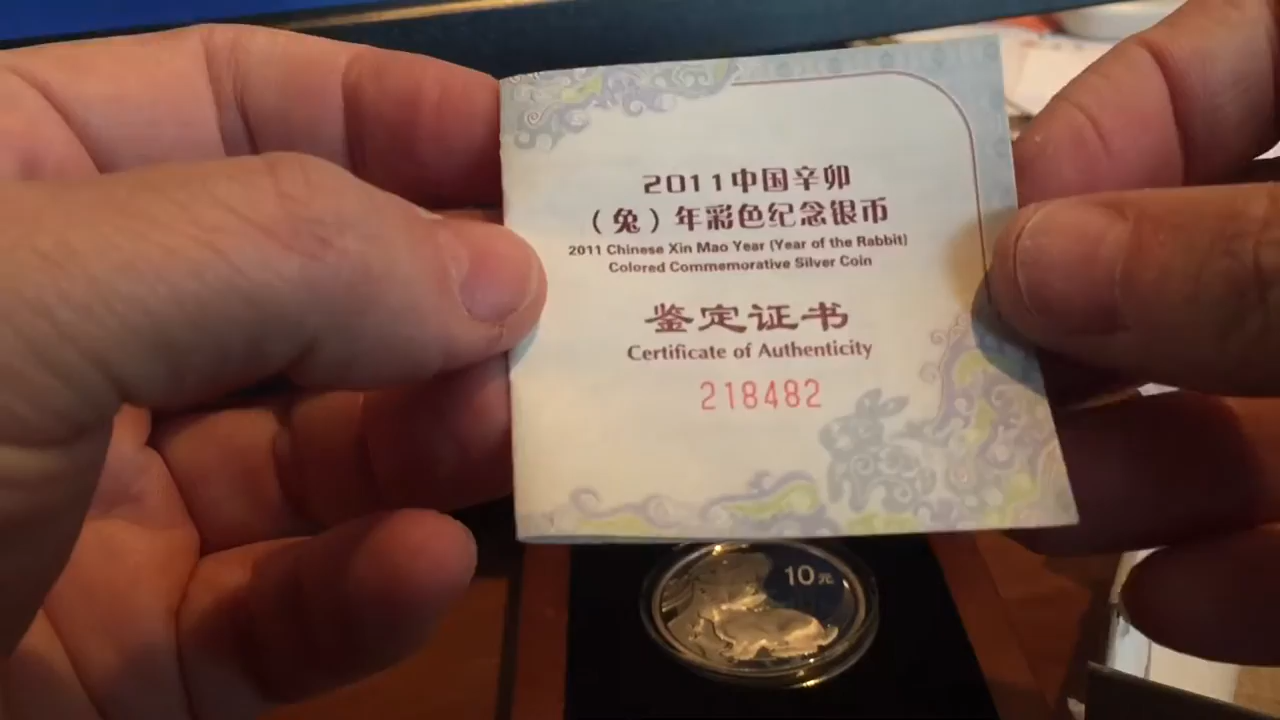 2011中国辛卯
（兔）年彩色纪念银币
2011 Chinese Xin Mao Year (Year of the Rabbit)
Colored Commemorative Silver Coin
鉴定证书
Certificate of Authenticity
218482
10元